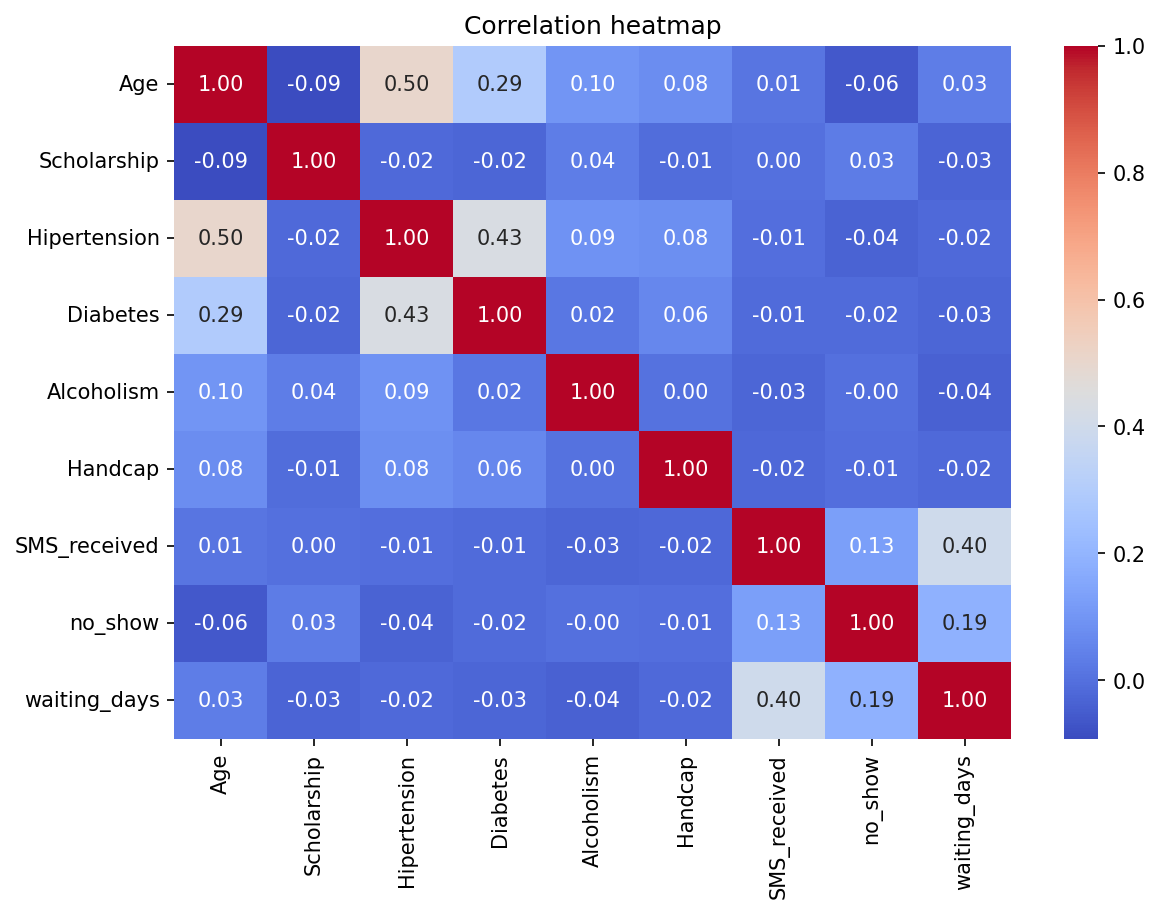 Correlation heatmap
Age 1.00 -0.09 0.50 0.29 0.10 0.08 0.01 -0.06 0.03
Scholarship -0.09 1.00 -0.02 -0.02 0.04 -0.01 0.00 0.03 -0.03
Hipertension 0.50 -0.02 1.00 0.43 0.09 0.08 -0.01 -0.04 -0.02
Diabetes 0.29 -0.02 0.43 1.00 0.02 0.06 -0.01 -0.02 -0.03
Alcoholism 0.10 0.04 0.09 0.02 1.00 0.00 -0.03 -0.00 -0.04
Handcap 0.08 -0.01 0.08 0.06 0.00 1.00 -0.02 -0.01 -0.02
SMS_received 0.01 0.00 -0.01 -0.01 -0.03 -0.02 1.00 0.13 0.40
no_show -0.06 0.03 -0.04 -0.02 -0.00 -0.01 0.13 1.00 0.19
waiting_days 0.03 -0.03 -0.02 -0.03 -0.04 -0.02 0.40 0.19 1.00
Age
Scholarship
Hipertension
Diabetes
Alcoholism
Handcap
SMS_received
no_show
waiting_days
1.0
0.8
0.6
0.4
0.2
0.0